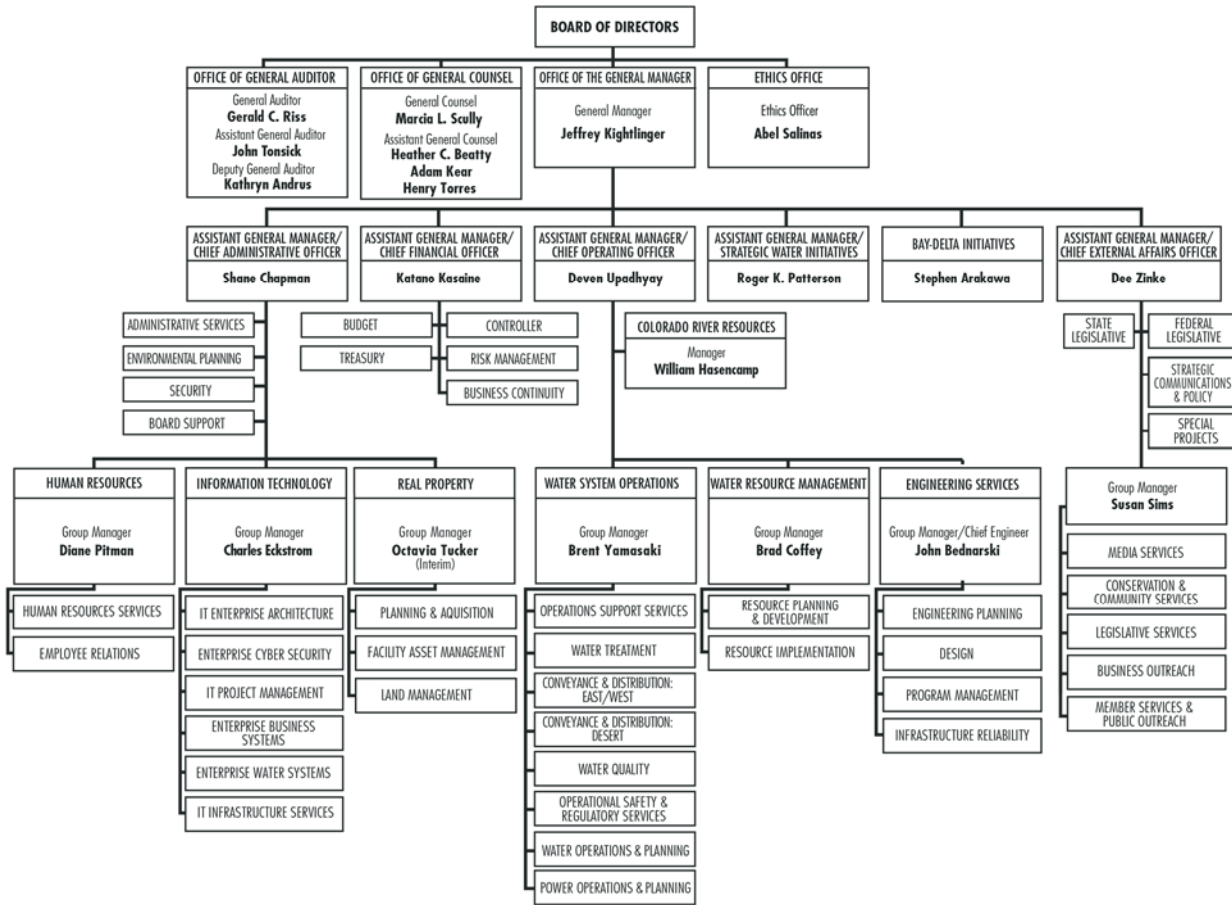 BOARD OF DIRECTORS
OFFICE OF GENERAL AUDITOR
General Auditor
Gerald C. Riss
Assistant General Auditor
John Tonsick
Deputy General Auditor
Kathryn Andrus
OFFICE OF GENERAL COUNSEL
General Counsel
Marcia L. Scully
Assistant General Counsel
Heather C. Beatty
Adam Kear
Henry Torres
OFFICE OF THE GENERAL MANAGER
General Manager
Jeffrey Kightlinger
ETHICS OFFICE
Ethics Officer
Abel Salinas
ASSISTANT GENERAL MANAGER/
CHIEF ADMINISTRATIVE OFFICER
Shane Chapman
ASSISTANT GENERAL MANAGER/
CHIEF FINANCIAL OFFICER
Katano Kasaine
ASSISTANT GENERAL MANAGER/
CHIEF OPERATING OFFICER
Deven Upadhyay
ASSISTANT GENERAL MANAGER/
STRATEGIC WATER INITIATIVES
Roger K. Patterson
BAY-DELTA INITIATIVES
Stephen Arakawa
ASSISTANT GENERAL MANAGER/
CHIEF EXTERNAL AFFAIRS OFFICER
Dee Zinke
ADMINISTRATIVE SERVICES
ENVIRONMENTAL PLANNING
SECURITY
BOARD SUPPORT
BUDGET
CONTROLLER
TREASURY
RISK MANAGEMENT
BUSINESS CONTINUITY
COLORADO RIVER RESOURCES
Manager
William Hasencamp
STATE
LEGISLATIVE
FEDERAL
LEGISLATIVE
STRATEGIC
COMMUNICATIONS
& POLICY
SPECIAL
PROJECTS
HUMAN RESOURCES
Group Manager
Diane Pitman
HUMAN RESOURCES SERVICES
EMPLOYEE RELATIONS
INFORMATION TECHNOLOGY
Group Manager
Charles Eckstrom
IT ENTERPRISE ARCHITECTURE
ENTERPRISE CYBER SECURITY
IT PROJECT MANAGEMENT
ENTERPRISE BUSINESS
SYSTEMS
ENTERPRISE WATER SYSTEMS
IT INFRASTRUCTURE SERVICES
REAL PROPERTY
Group Manager
Octavia Tucker
(Interim)
PLANNING & AQUISITION
FACILITY ASSET MANAGEMENT
LAND MANAGEMENT
WATER SYSTEM OPERATIONS
Group Manager
Brent Yamasaki
OPERATIONS SUPPORT SERVICES
WATER TREATMENT
CONVEYANCE & DISTRIBUTION:
EAST/WEST
CONVEYANCE & DISTRIBUTION:
DESERT
WATER QUALITY
OPERATIONAL SAFETY &
REGULATORY SERVICES
WATER OPERATIONS & PLANNING
POWER OPERATIONS & PLANNING
WATER RESOURCE MANAGEMENT
Group Manager
Brad Coffey
RESOURCE PLANNING
& DEVELOPMENT
RESOURCE IMPLEMENTATION
ENGINEERING SERVICES
Group Manager/Chief Engineer
John Bednarski
ENGINEERING PLANNING
DESIGN
PROGRAM MANAGEMENT
INFRASTRUCTURE RELIABILITY
Group Manager
Susan Sims
MEDIA SERVICES
CONSERVATION &
COMMUNITY SERVICES
LEGISLATIVE SERVICES
BUSINESS OUTREACH
MEMBER SERVICES &
PUBLIC OUTREACH